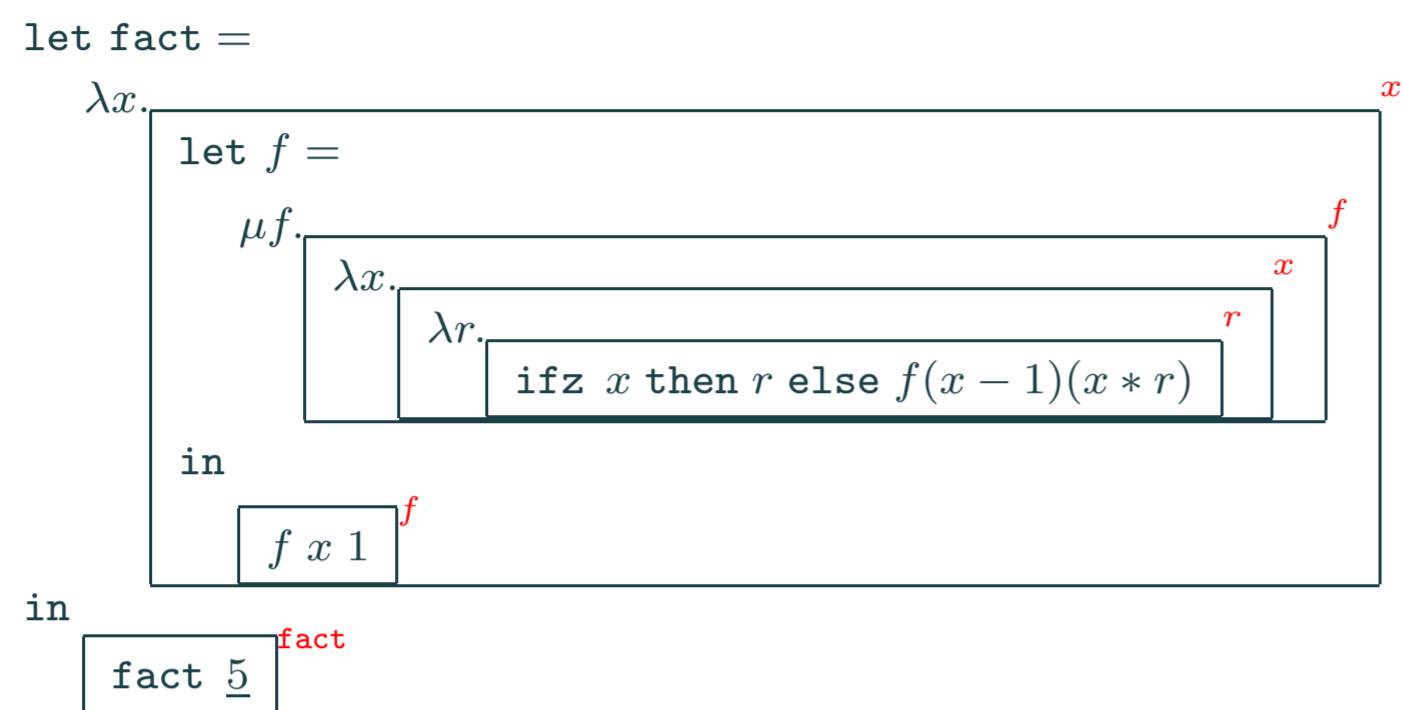 let fact =
λx. x
let f =
μf. f
λx. x
λr. r
ifz x then r else f(x − 1)(x ∗ r)
in
f x 1 f
in
fact 5 fact